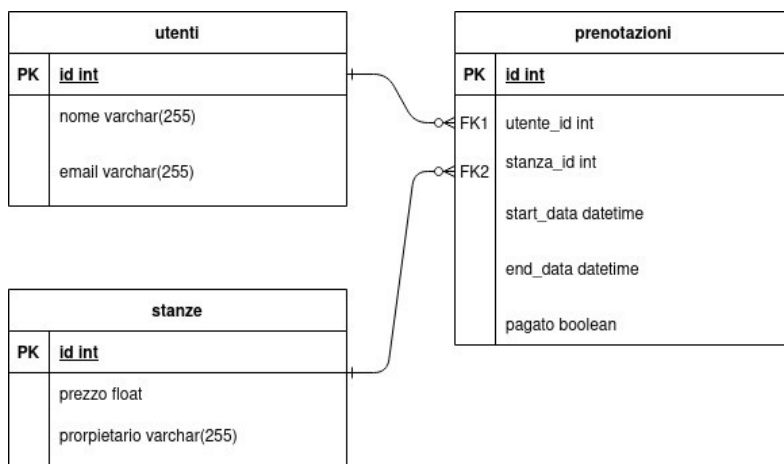 utenti
PK id int
nome varchar(255)
email varchar(255)
prenotazioni
PK id int
FK1 utente_id int
FK2 stanza_id int
start_data datetime
end_data datetime
pagato boolean
stanze
PK id int
prezzo float
prorpietario varchar(255)